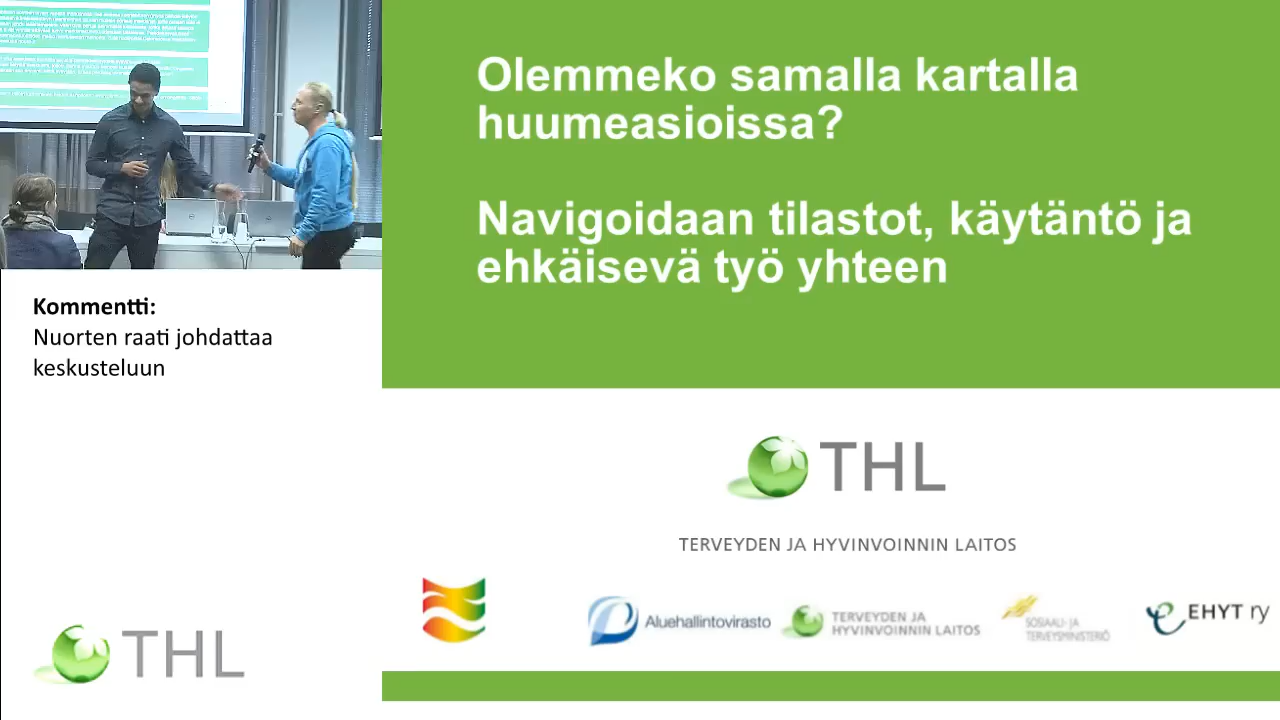 Olemmeko samalla kartalla
huumeasioissa?
Navigoidaan tilastot, käytäntö ja
ehkäisevä työ yhteen
Kommentti:
Nuorten raati johdattaa
keskusteluun
THL
TERVEYDEN JA HYVINVOINNIN LAITOS
Aluehallintovirasto
TERVEYDEN JA
HYVINVOINNIN LAITOS
SOSIAALI- JA
TERVEYSMINISTERIÖ
EHYT ry
THL